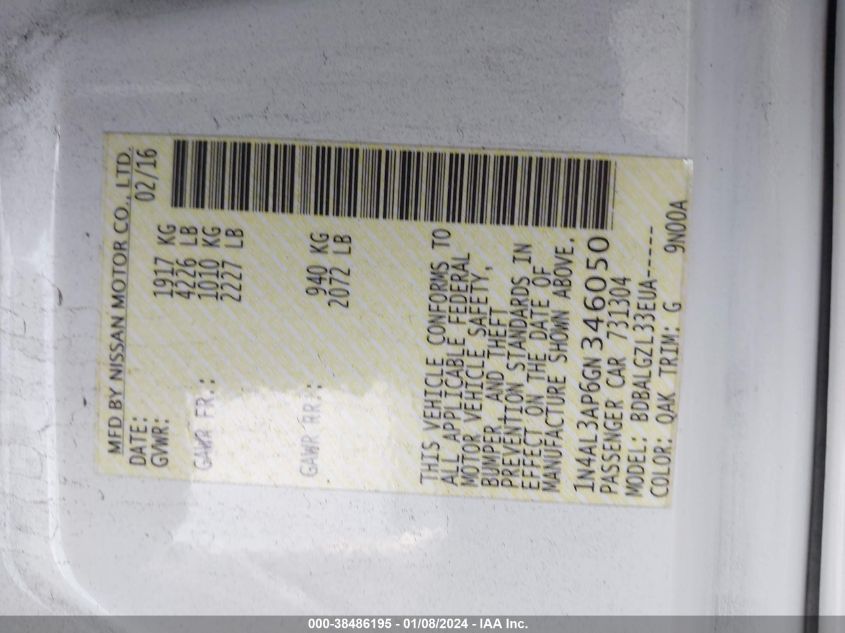 MFD BY NISSAN MOTOR CO., LTD.
DATE: 02/16
GVWR: 1917 KG
4226 LB
GAWR FR.: 1010 KG
2227 LB
GAWR RR.: 940 KG
2072 LB
THIS VEHICLE CONFORMS TO
ALL APPLICABLE FEDERAL
MOTOR VEHICLE SAFETY,
BUMPER, AND THEFT
PREVENTION STANDARDS IN
EFFECT ON THE DATE OF
MANUFACTURE SHOWN ABOVE.
1N4AL3AP6GN346050
PASSENGER CAR 731304
MODEL: BDBALGZL33EUA-----
COLOR: QAK TRIM: G 9N00A
000-38486195 - 01/08/2024 - IAA Inc.